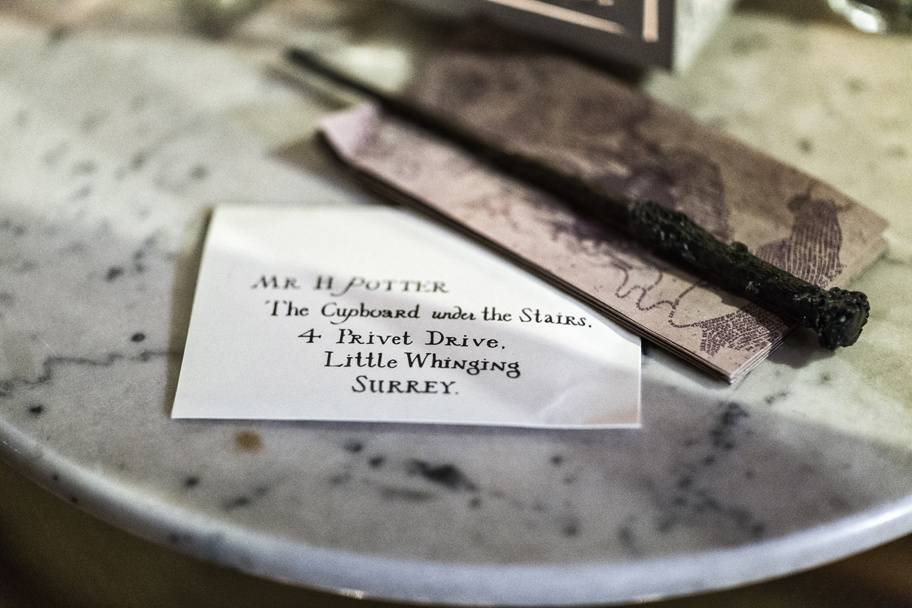 Mr H Potter
The Cupboard under the Stairs,
4 Privet Drive,
Little Whinging
SURREY.